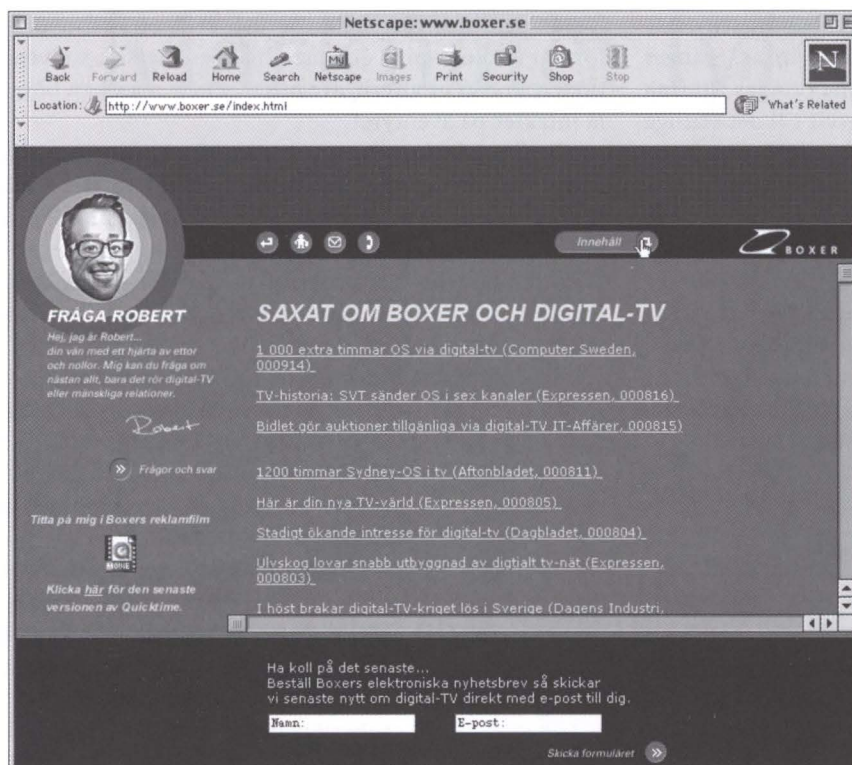 Netscape: www.boxer.se
Back Forward Reload Home Search Netscape Images Print Security Shop Stop
My
N
Location: http://www.boxer.se/index.html What's Related
Innehåll
BOXER
FRÅGA ROBERT
Hej, jag är Robert...
din vän med ett hjärta av ettor
och nollor. Mig kan du fråga om
nästan allt, bara det rör digital-TV
eller mänskliga relationer.
Robert
Frågor och svar
Titta på mig i Boxers reklamfilm
MOVIE
Klicka här för den senaste
versionen av Quicktime.
SAXAT OM BOXER OCH DIGITAL-TV
1 000 extra timmar OS via digital-tv (Computer Sweden,
000914)
TV-historia: SVT sänder OS i sex kanaler (Expressen, 000816)
Bidlet gör auktioner tillgänliga via digital-TV IT-Affärer, 000815)
1200 timmar Sydney-OS i tv (Aftonbladet, 000811)
Här är din nya TV-värld (Expressen, 000805)
Stadigt ökande intresse för digital-tv (Dagbladet, 000804)
Ulvskog lovar snabb utbyggnad av digtialt tv-nät (Expressen,
000803)
I höst brakar digital-TV-kriget lös i Sverige (Dagens Industri,
Ha koll på det senaste...
Beställ Boxers elektroniska nyhetsbrev så skickar
vi senaste nytt om digital-TV direkt med e-post till dig.
Namn: E-post:
Skicka formuläret